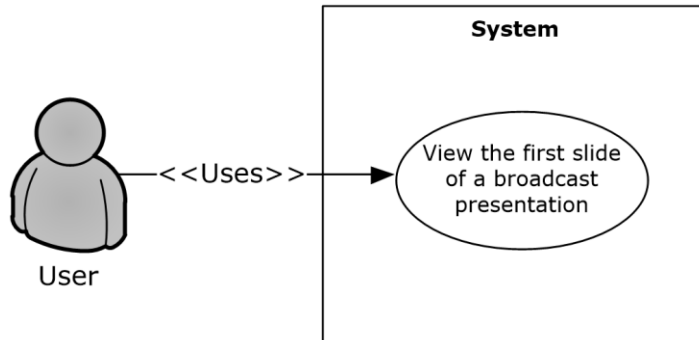 System
<<Uses>>
View the first slide
of a broadcast
presentation
User